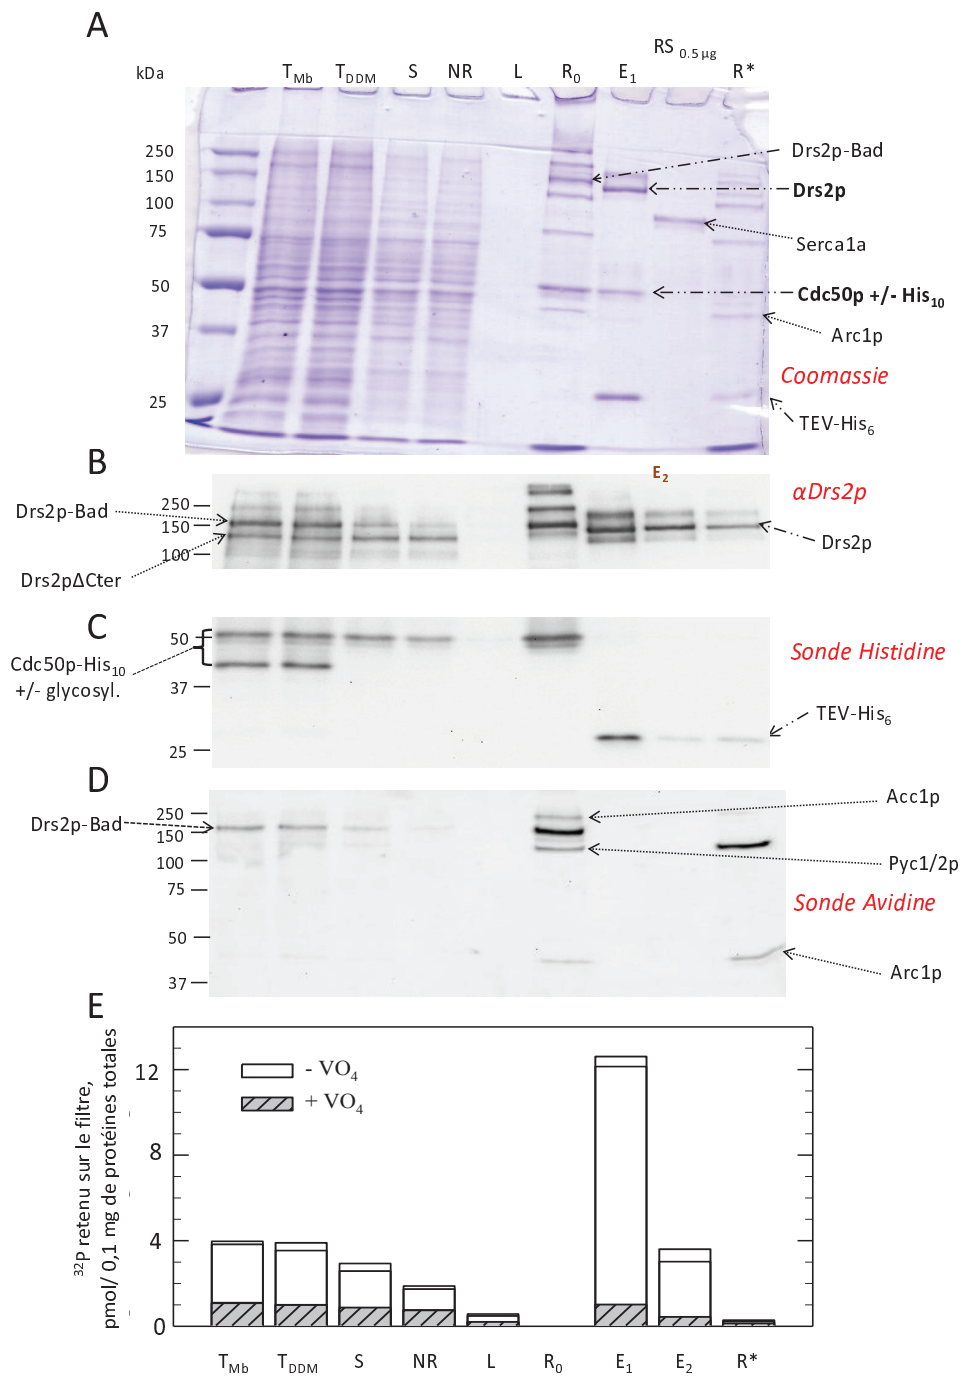 A
RS 0.5 µg
kDa
TMb TDDM S NR L R0 E1 R*
250
150
100
75
50
37
25
Drs2p-Bad
Drs2p
Serca1a
Cdc50p +/- His10
Arc1p
Coomassie
TEV-His6
B
E2
αDrs2p
Drs2p-Bad
250
150
100
Drs2p
Drs2pΔCter
C
50
37
25
Cdc50p-His10
+/- glycosyl.
Sonde Histidine
TEV-His6
D
Drs2p-Bad
250
150
100
75
50
37
Acc1p
Pyc1/2p
Sonde Avidine
Arc1p
E
32P retenu sur le filtre,
pmol/ 0,1 mg de protéines totales
12
8
4
0
- VO4
+ VO4
TMb TDDM S NR L R0 E1 E2 R*